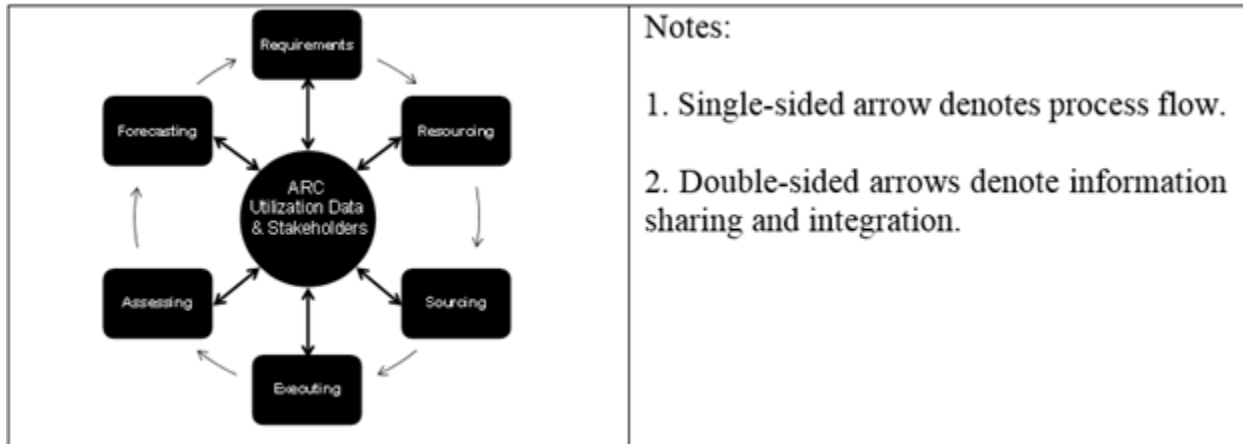 Requirements
Resourcing
Sourcing
Executing
Assessing
Forecasting
ARC
Utilization Data
& Stakeholders
Notes:
1. Single-sided arrow denotes process flow.
2. Double-sided arrows denote information
sharing and integration.